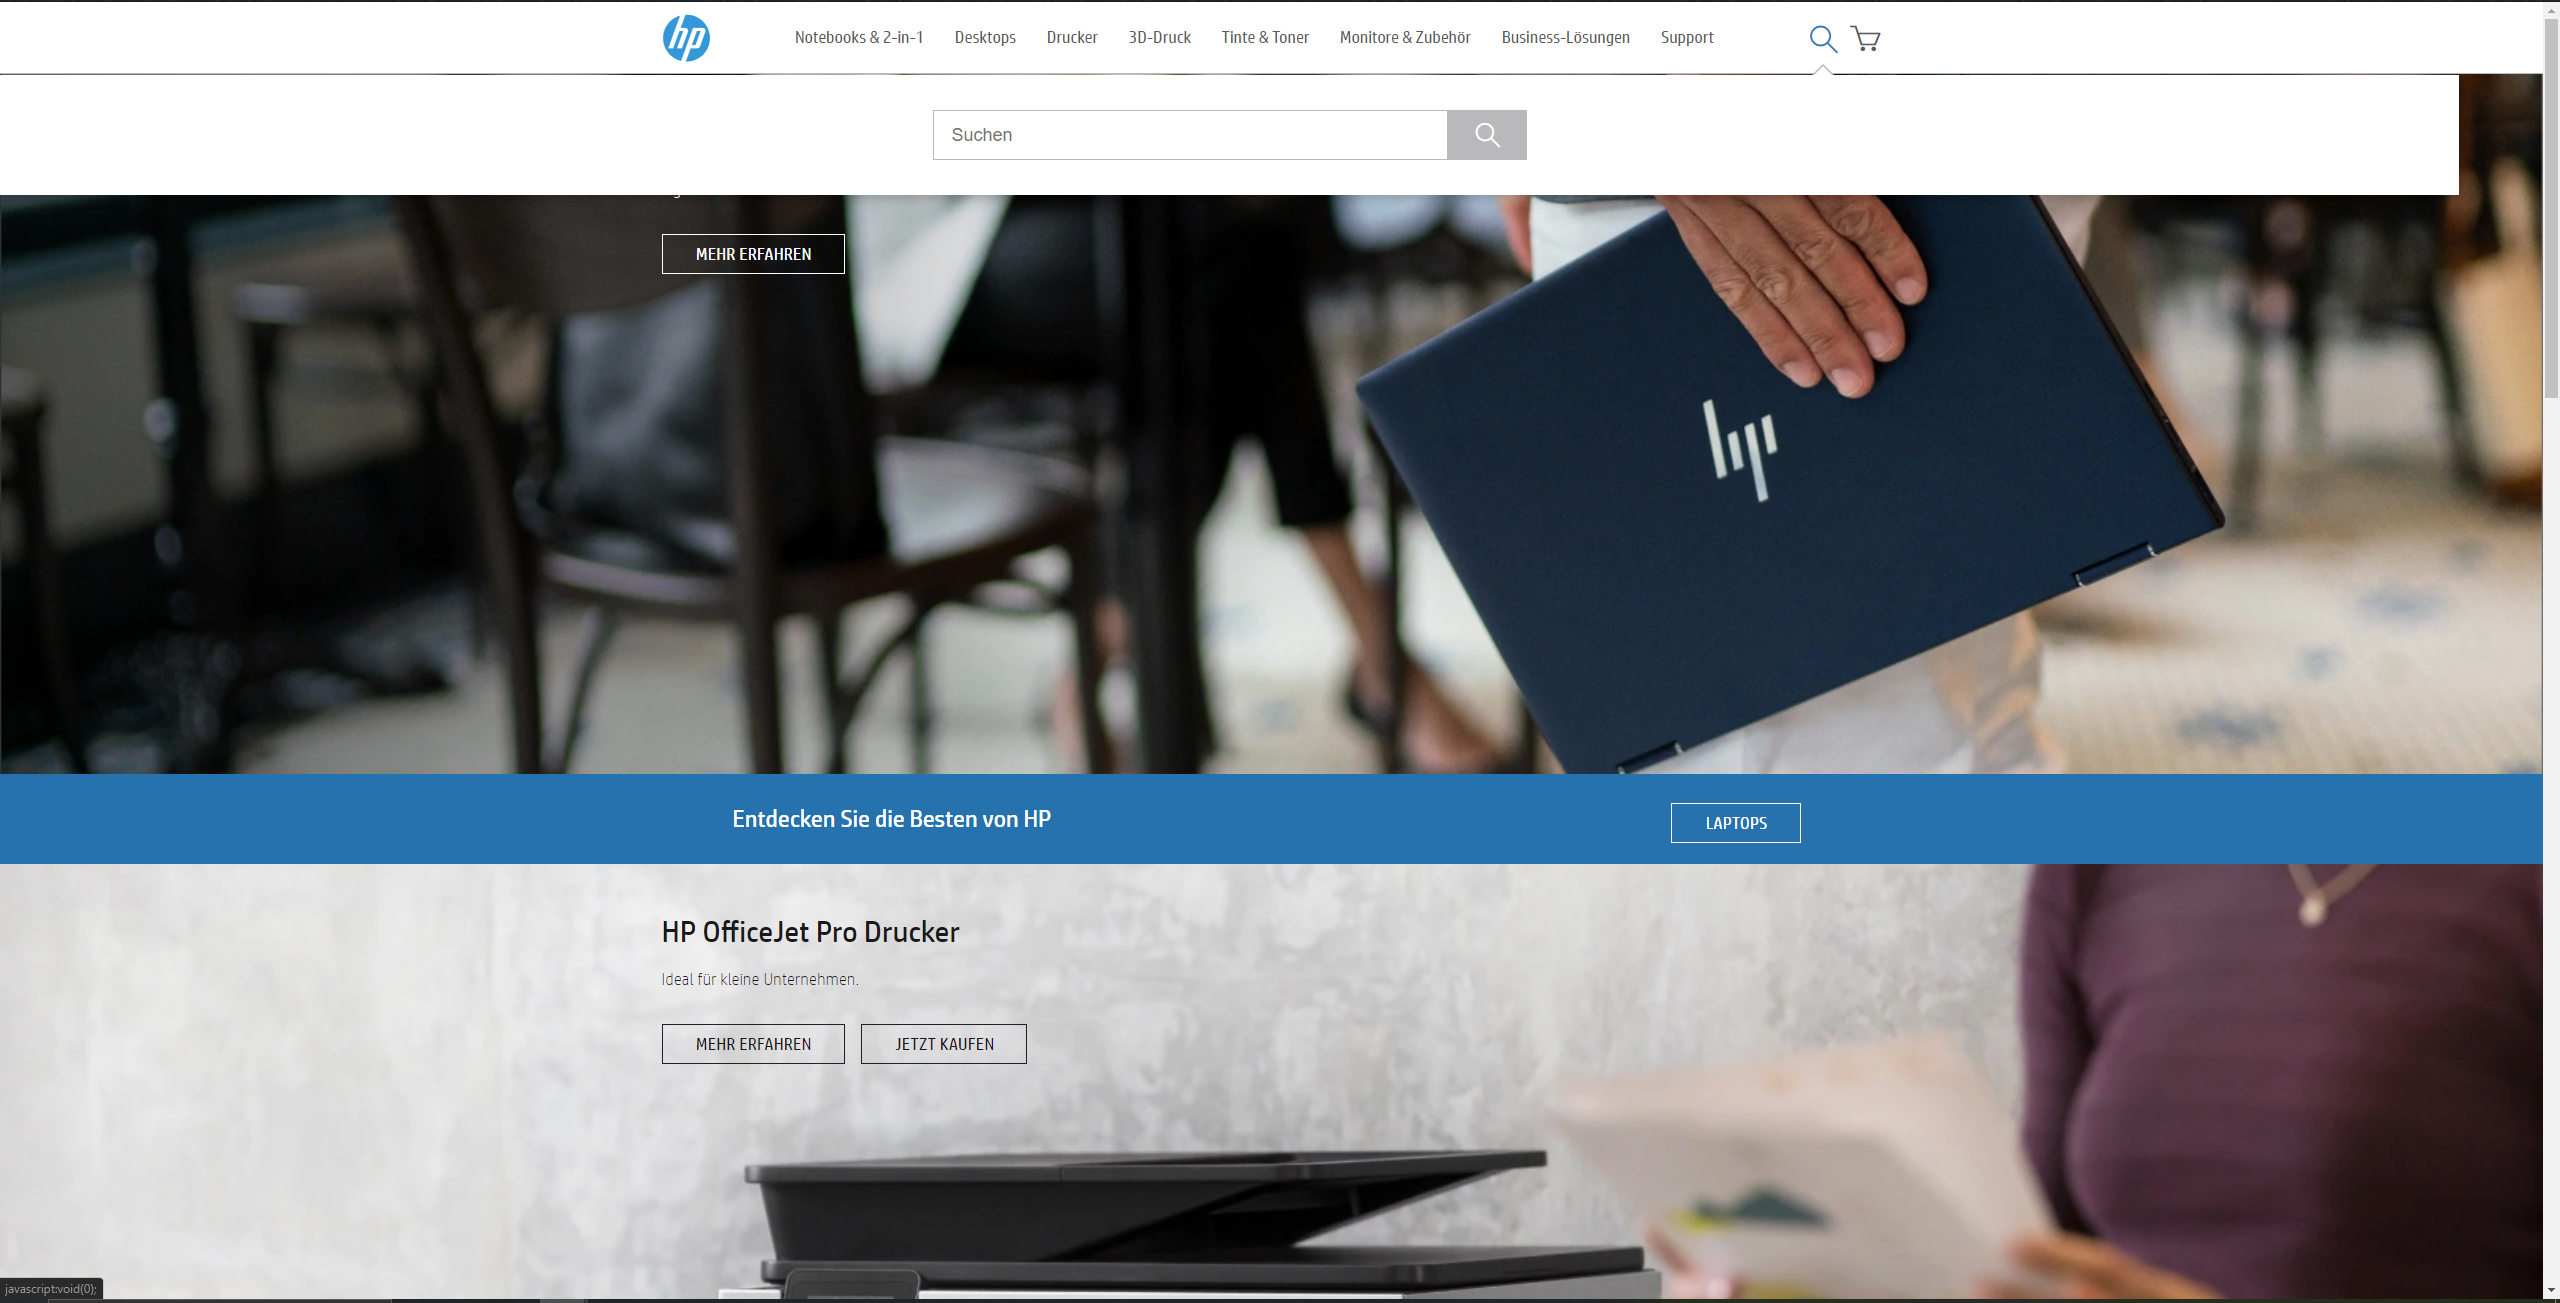 hp
Notebooks & 2-in-1 Desktops Drucker 3D-Druck Tinte & Toner Monitore & Zubehör Business-Lösungen Support
Suchen
MEHR ERFAHREN
hp
Entdecken Sie die Besten von HP
LAPTOPS
HP OfficeJet Pro Drucker
Ideal für kleine Unternehmen.
MEHR ERFAHREN JETZT KAUFEN
javascript:void(0);